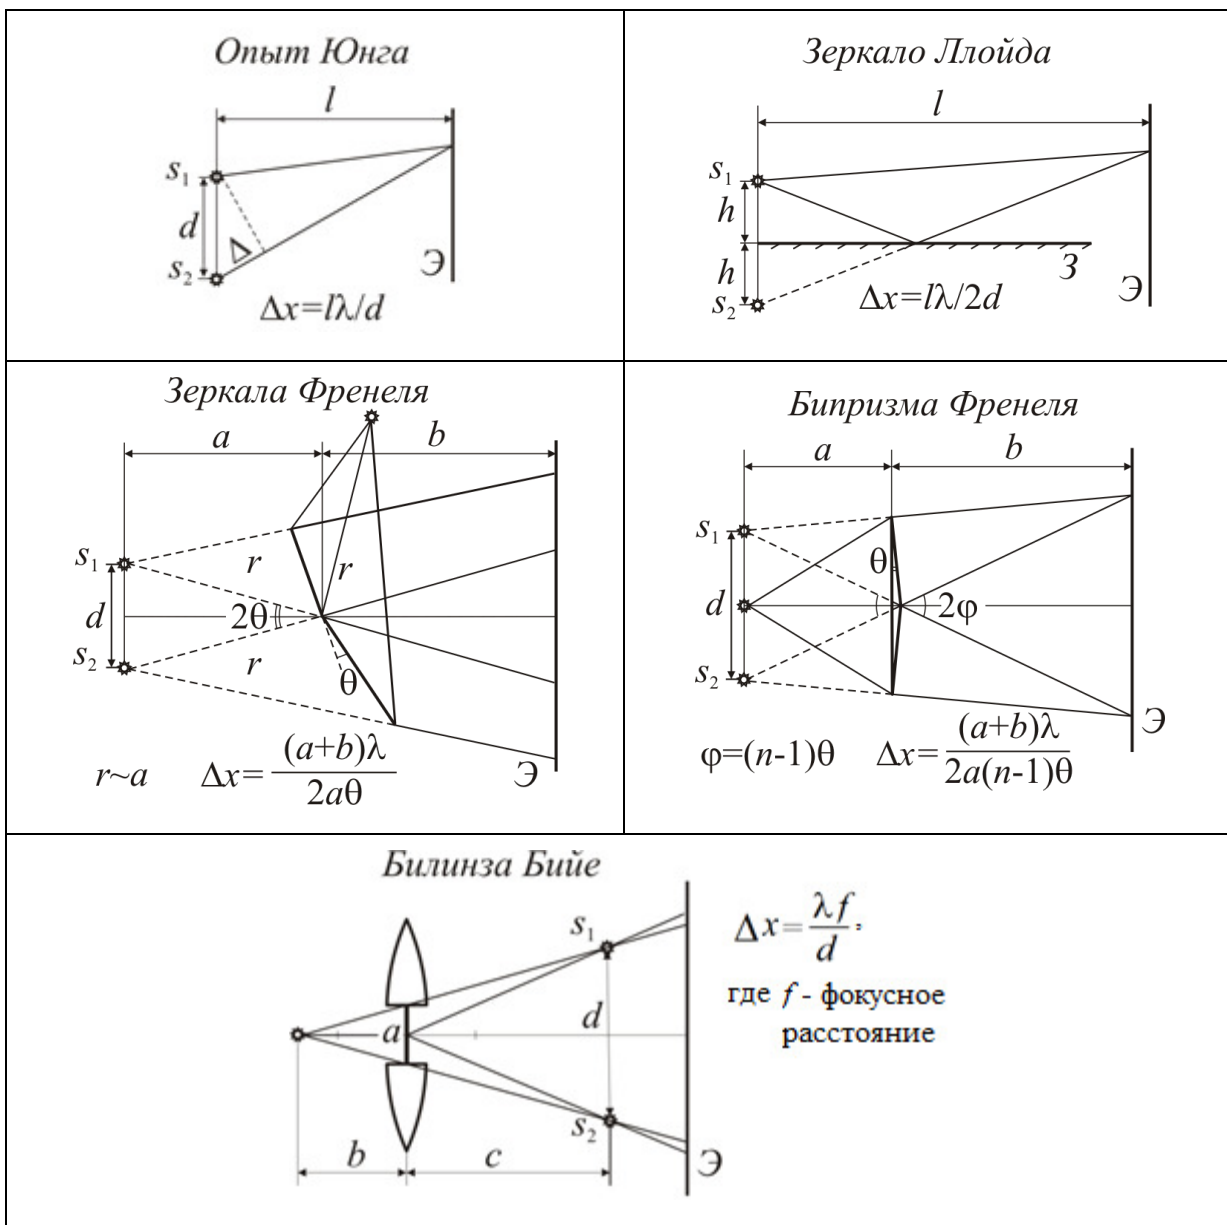 Опыт Юнга
l
s₁
d
Δ
s₂
Э
Δx=lλ/d
Зеркало Ллойда
l
s₁
h
h
З
s₂
Э
Δx=lλ/2d
Зеркала Френеля
a b
s₁ r r
d 2θ
s₂ r θ
r~a Δx=(a+b)λ/2aθ Э
Бипризма Френеля
a b
s₁
θ
d 2φ
s₂
Э
φ=(n-1)θ Δx=(a+b)λ/2a(n-1)θ
Билинза Бийе
s₁
a d
s₂
b c Э
Δx=λf/d,
где f - фокусное
расстояние